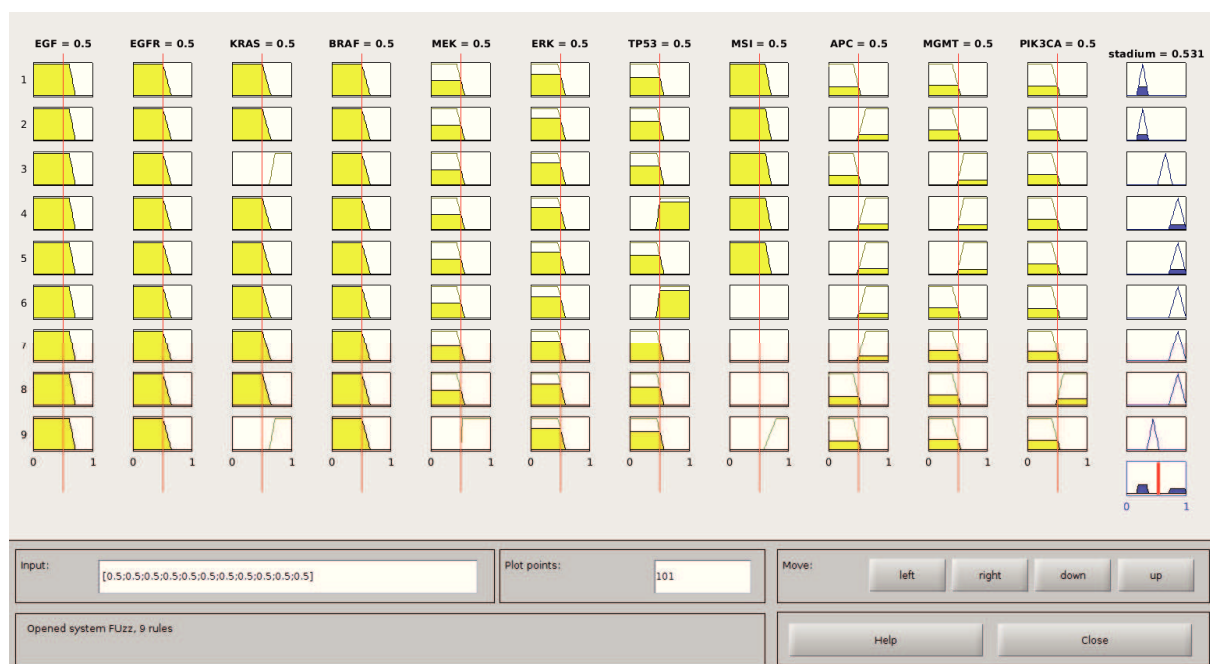 EGF = 0.5 EGFR = 0.5 KRAS = 0.5 BRAF = 0.5 MEK = 0.5 ERK = 0.5 TP53 = 0.5 MSI = 0.5 APC = 0.5 MGMT = 0.5 PIK3CA = 0.5 stadium = 0.531
1
2
3
4
5
6
7
8
9
0 1 0 1 0 1 0 1 0 1 0 1 0 1 0 1 0 1 0 1 0 1
0 1
Input: [0.5;0.5;0.5;0.5;0.5;0.5;0.5;0.5;0.5;0.5;0.5] Plot points: 101 Move: left right down up
Opened system FUzz, 9 rules Help Close